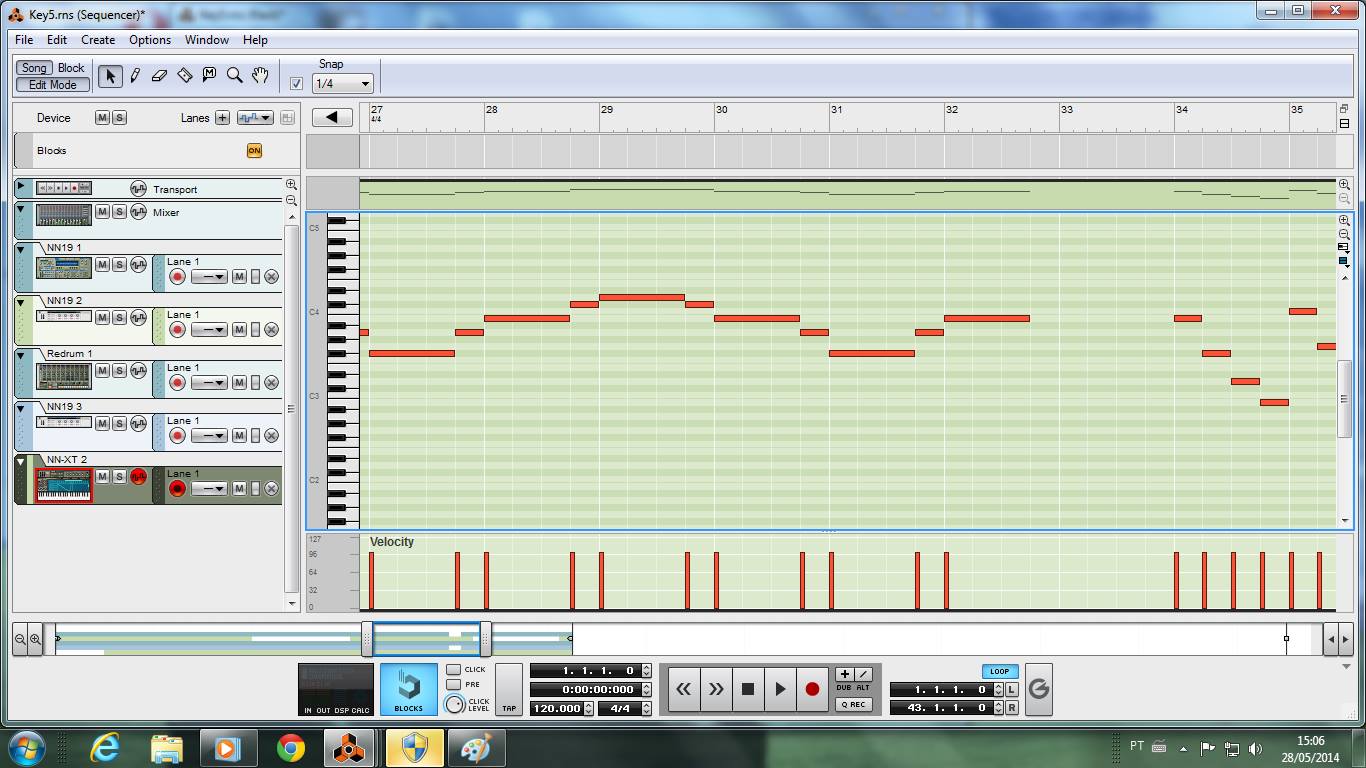 Key5.rns (Sequencer)*
File Edit Create Options Window Help
Song Block
Edit Mode
Snap
1/4
Device M S Lanes
27 28 29 30 31 32 33 34 35
4/4
Blocks ON
Transport
M S Mixer
NN19 1
M S Lane 1
M
NN19 2
M S Lane 1
M
Redrum 1
M S Lane 1
M
NN19 3
M S Lane 1
M
NN-XT 2
M S Lane 1
M
C5
C4
C3
C2
Velocity
127
96
64
32
0
IN OUT DSP CALC
BLOCKS
CLICK
PRE
CLICK
LEVEL
TAP
1. 1. 1. 0
0:00:00:000
120.000 4/4
DUB ALT
Q REC
LOOP
1. 1. 1. 0 L
43. 1. 1. 0 R
PT
15:06
28/05/2014